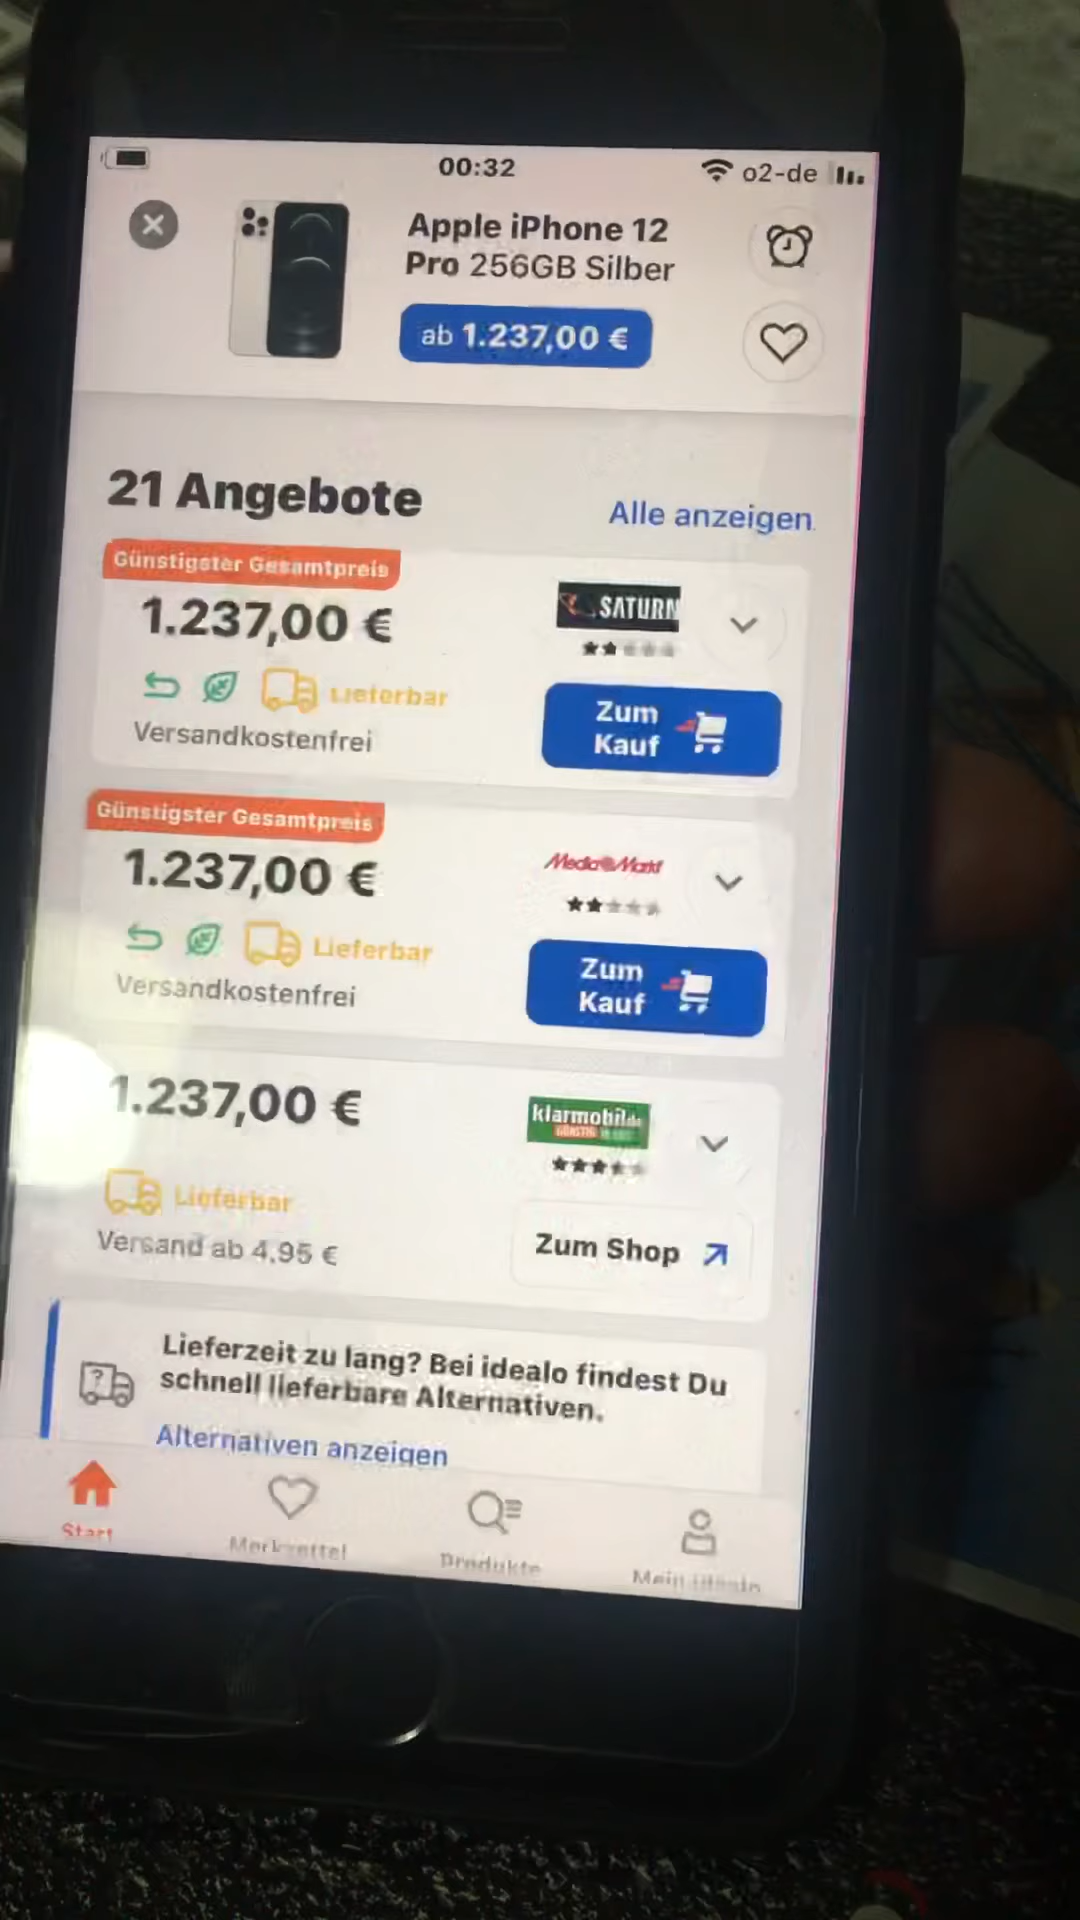 00:32
o2-de
Apple iPhone 12
Pro 256GB Silber
ab 1.237,00 €
21 Angebote
Alle anzeigen
Günstigster Gesamtpreis
1.237,00 €
SATURN
Lieferbar
Versandkostenfrei
Zum
Kauf
Günstigster Gesamtpreis
1.237,00 €
MediaMarkt
Lieferbar
Versandkostenfrei
Zum
Kauf
1.237,00 €
klarmobil.de
GÜNSTIG
Lieferbar
Versand ab 4,95 €
Zum Shop
Lieferzeit zu lang? Bei idealo findest Du
schnell lieferbare Alternativen.
Alternativen anzeigen
Start
Merkzettel
Produkte
Mein idealo